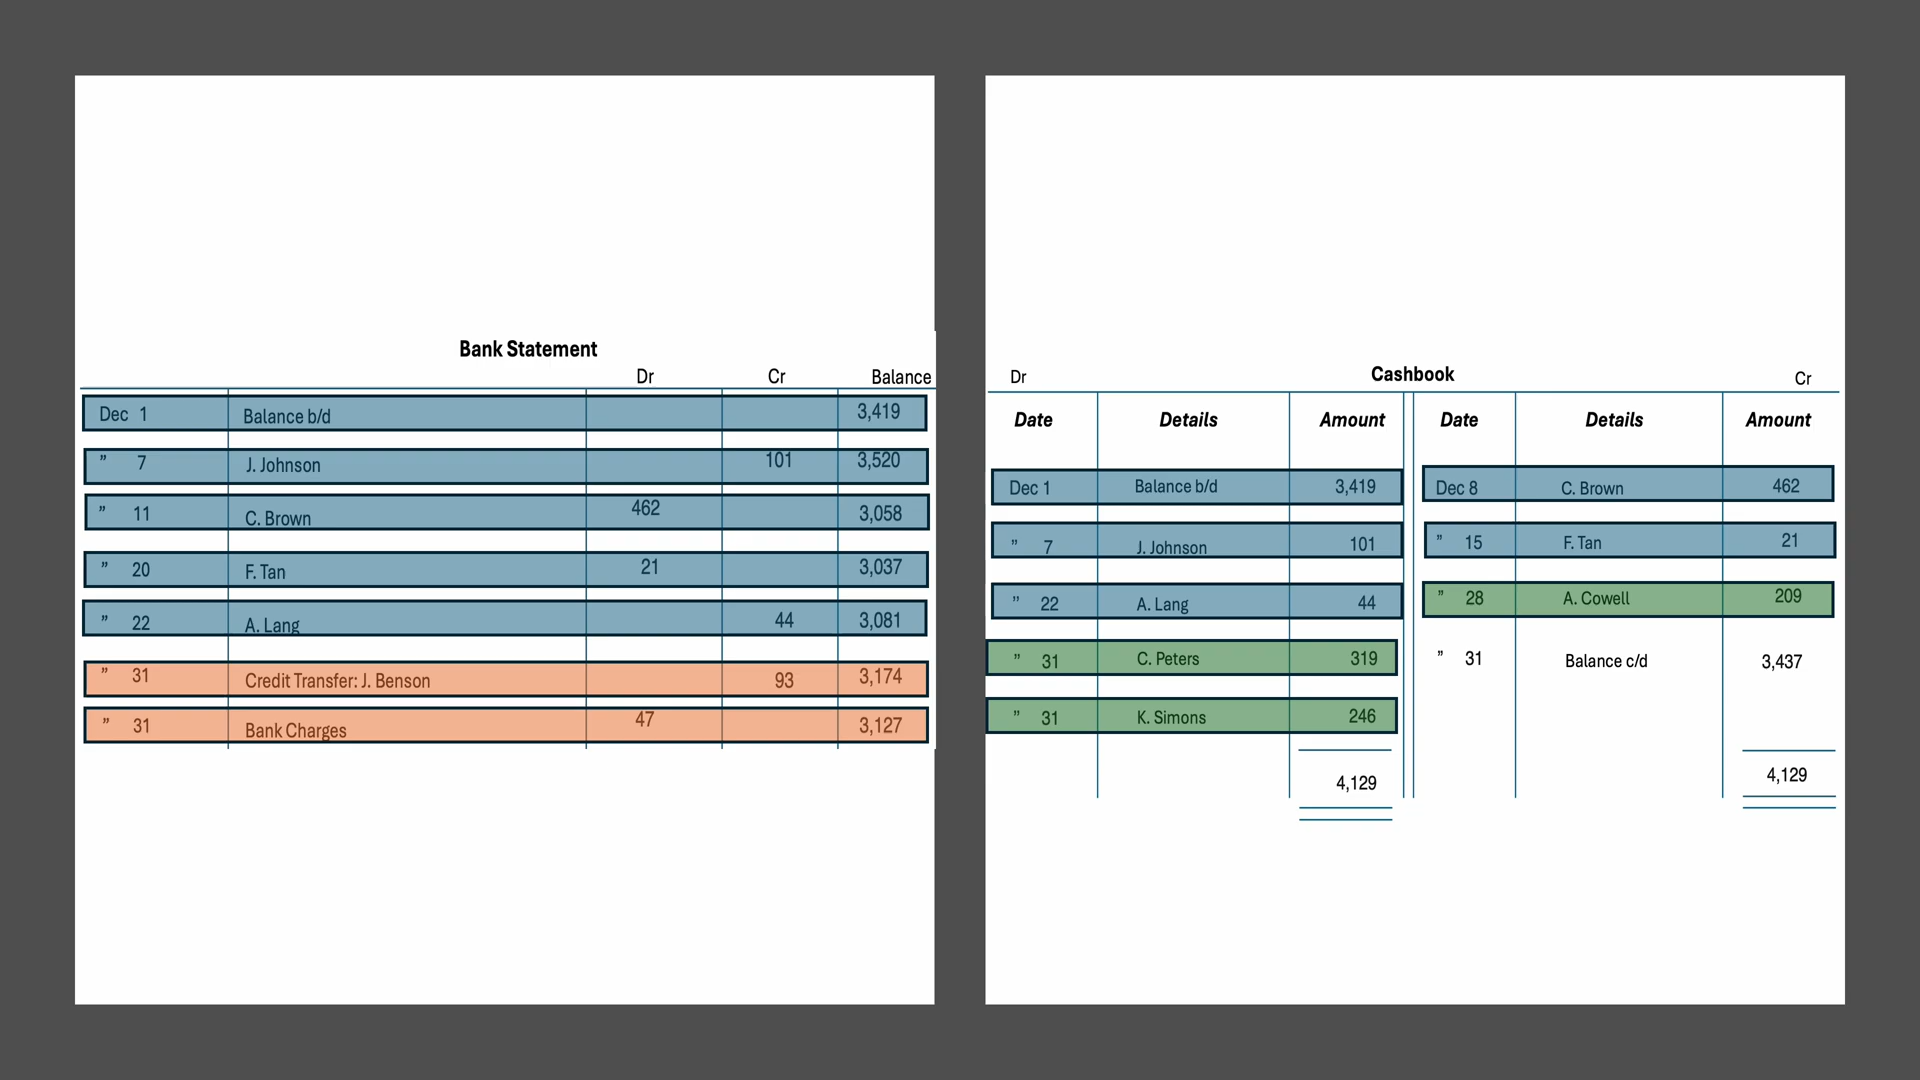 Bank Statement
Dr Cr Balance
Dec 1 Balance b/d 3,419
” 7 J. Johnson 101 3,520
” 11 C. Brown 462 3,058
” 20 F. Tan 21 3,037
” 22 A. Lang 44 3,081
” 31 Credit Transfer: J. Benson 93 3,174
” 31 Bank Charges 47 3,127
Dr Cashbook Cr
Date Details Amount Date Details Amount
Dec 1 Balance b/d 3,419 Dec 8 C. Brown 462
” 7 J. Johnson 101 ” 15 F. Tan 21
” 22 A. Lang 44 ” 28 A. Cowell 209
” 31 C. Peters 319 ” 31 Balance c/d 3,437
” 31 K. Simons 246
4,129 4,129